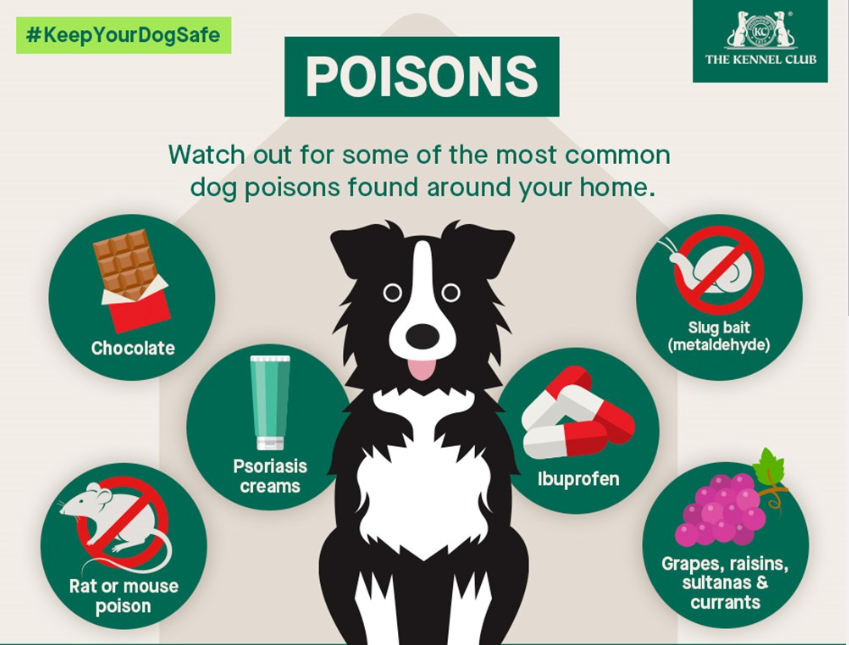 #KeepYourDogSafe
KC
THE KENNEL CLUB
POISONS
Watch out for some of the most common
dog poisons found around your home.
Chocolate
Slug bait
(metaldehyde)
Psoriasis
creams
Ibuprofen
Rat or mouse
poison
Grapes, raisins,
sultanas &
currants